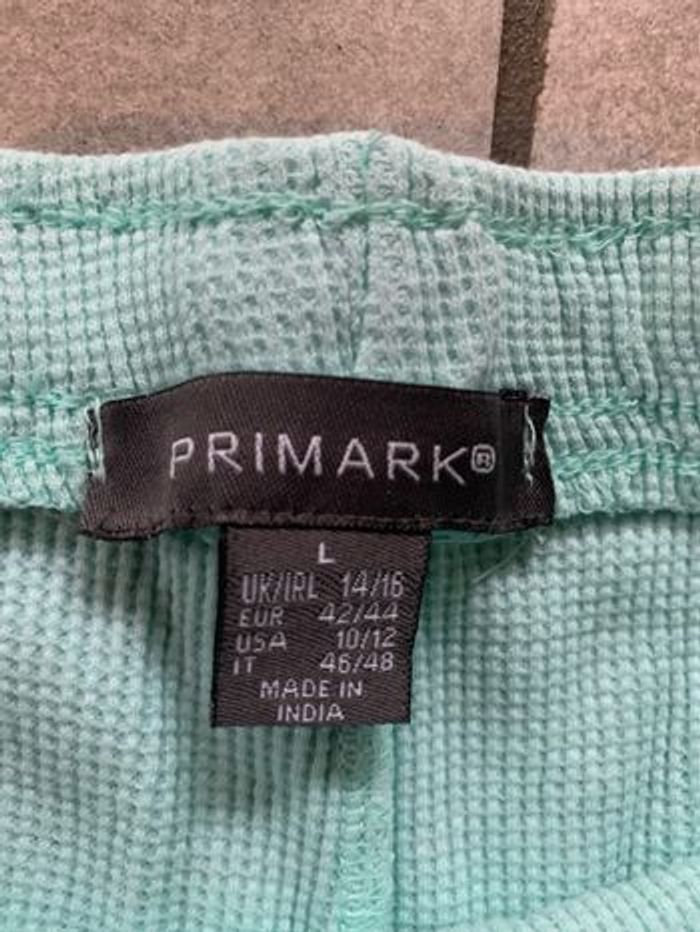 PRIMARK®
L
UK/IRL 14/16
EUR 42/44
USA 10/12
IT 46/48
MADE IN
INDIA